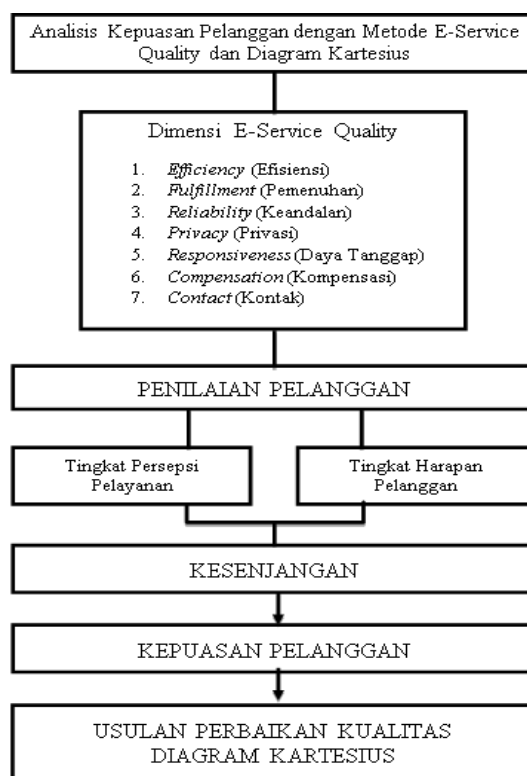 Analisis Kepuasan Pelanggan dengan Metode E-Service
Quality dan Diagram Kartesius
Dimensi E-Service Quality
1. Efficiency (Efisiensi)
2. Fulfillment (Pemenuhan)
3. Reliability (Keandalan)
4. Privacy (Privasi)
5. Responsiveness (Daya Tanggap)
6. Compensation (Kompensasi)
7. Contact (Kontak)
PENILAIAN PELANGGAN
Tingkat Persepsi
Pelayanan
Tingkat Harapan
Pelanggan
KESENJANGAN
KEPUASAN PELANGGAN
USULAN PERBAIKAN KUALITAS
DIAGRAM KARTESIUS